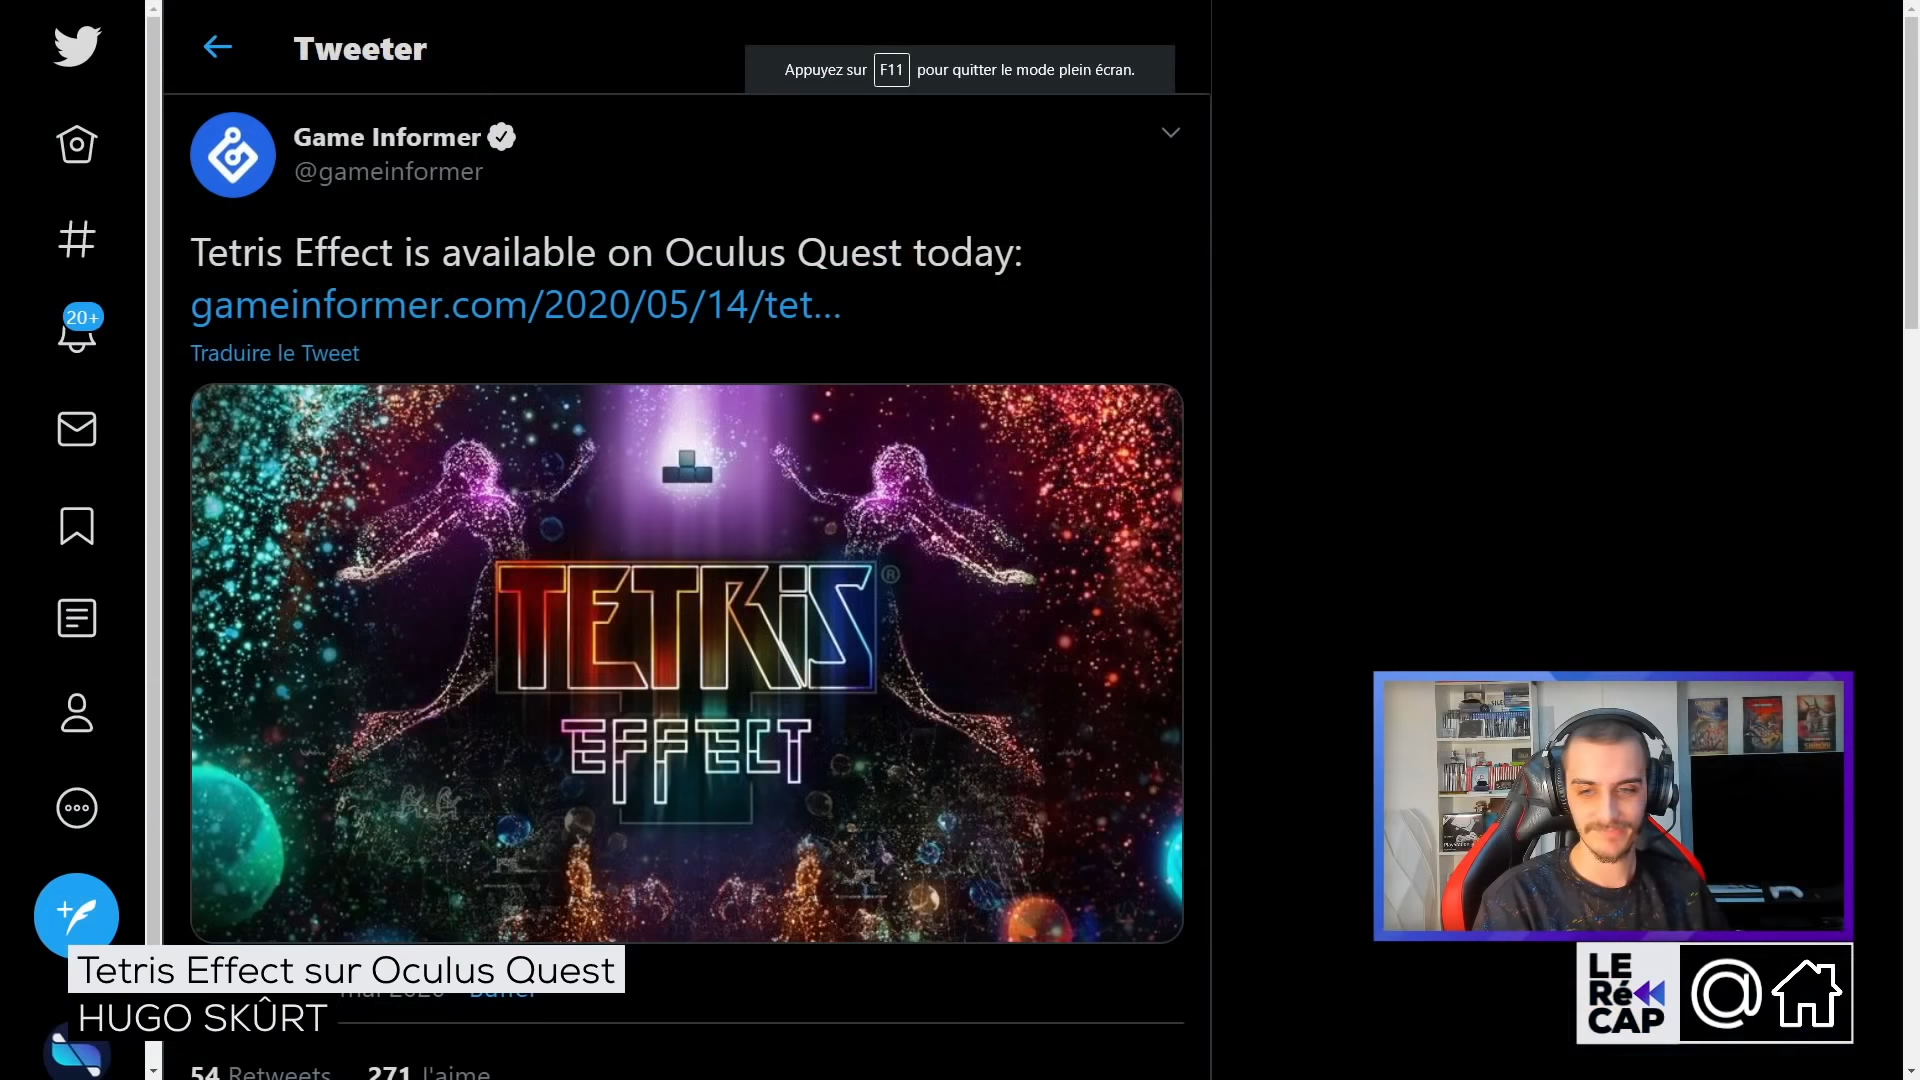 Tweeter
Appuyez sur F11 pour quitter le mode plein écran.
Game Informer
@gameinformer
20+
Tetris Effect is available on Oculus Quest today:
gameinformer.com/2020/05/14/tet...
Traduire le Tweet
TETRiS®
EFFECT
Tetris Effect sur Oculus Quest
HUGO SKÛRT
54 Retweets 271 J'aime
LE
Ré
CAP
@